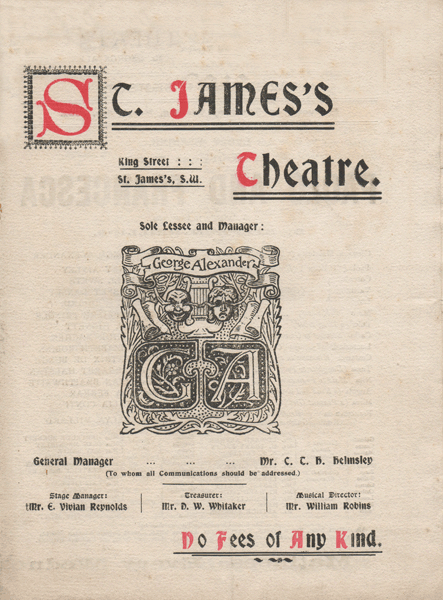 St. James's
Theatre.
King Street : : :
St. James's, S.W.
Sole Lessee and Manager :
George Alexander
GA
General Manager ... ... ... Mr. C. T. H. Helmsley
(To whom all Communications should be addressed.)
Stage Manager:
Mr. E. Vivian Reynolds
Treasurer:
Mr. D. W. Whitaker
Musical Director:
Mr. William Robins
No Fees of Any Kind.